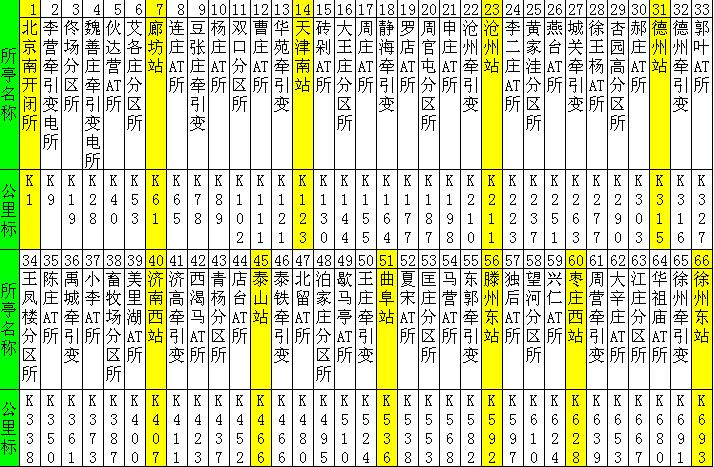 所亭名称 1 2 3 4 5 6 7 8 9 10 11 12 13 14 15 16 17 18 19 20 21 22 23 24 25 26 27 28 29 30 31 32 33
北京南开闭所
李营牵引变电所
佟场分区所
魏善庄牵引变电所
伙达营AT所
艾各庄分区所
廊坊站
连庄AT所
豆张庄牵引变
杨庄AT所
双口分区所
曹庄AT所
华苑牵引变
天津南站
砖剁AT所
大王庄分区所
周庄AT所
静海牵引变
罗店AT所
周官屯分区所
申庄AT所
沧州牵引变
沧州站
李二庄AT所
黄家洼分区所
燕台AT所
城关牵引变
徐王杨AT所
杏园高分区所
郝庄AT所
德州站
德州牵引变
郭叶AT所
公里标 K1 K9 K19 K28 K40 K53 K61 K65 K78 K89 K102 K111 K121 K123 K130 K144 K155 K164 K177 K187 K198 K210 K211 K223 K237 K251 K263 K277 K290 K303 K315 K316 K327
所亭名称 34 35 36 37 38 39 40 41 42 43 44 45 46 47 48 49 50 51 52 53 54 55 56 57 58 59 60 61 62 63 64 65 66
王凤楼分区所
陈庄AT所
禹城牵引变
小李AT所
畜牧场分区所
美里湖AT所
济南西站
济高牵引变
西渴马AT所
青杨分区所
店台AT所
泰山站
泰铁牵引变
北留AT所
泊家庄分区所
歇马亭AT所
王庄牵引变
曲阜站
夏宋AT所
匡庄分区所
马营AT所
东郭牵引变
滕州东站
独后AT所
望河分区所
兴仁AT所
枣庄西站
周营牵引变
大辛庄AT所
江庄分区所
华祖庙AT所
徐州牵引变
徐州东站
公里标 K338 K350 K363 K373 K387 K400 K407 K411 K423 K437 K452 K466 K466 K480 K495 K510 K524 K536 K538 K553 K568 K582 K592 K597 K610 K628 K691 K693